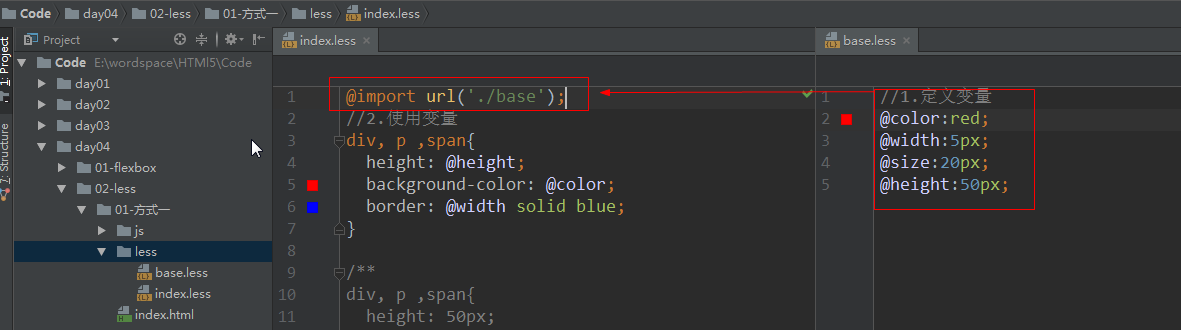 Code day04 02-less 01-方式一 less index.less
Project
index.less
base.less
1: Project
7: Structure
Code E:\wordspace\HTMl5\Code
day01
day02
day03
day04
01-flexbox
02-less
01-方式一
js
less
base.less
index.less
index.html
1 @import url('./base');
2 //2.使用变量
3 div, p ,span{
4 height: @height;
5 background-color: @color;
6 border: @width solid blue;
7 }
8
9 /**
10 div, p ,span{
11 height: 50px;
1 //1.定义变量
2 @color:red;
3 @width:5px;
4 @size:20px;
5 @height:50px;